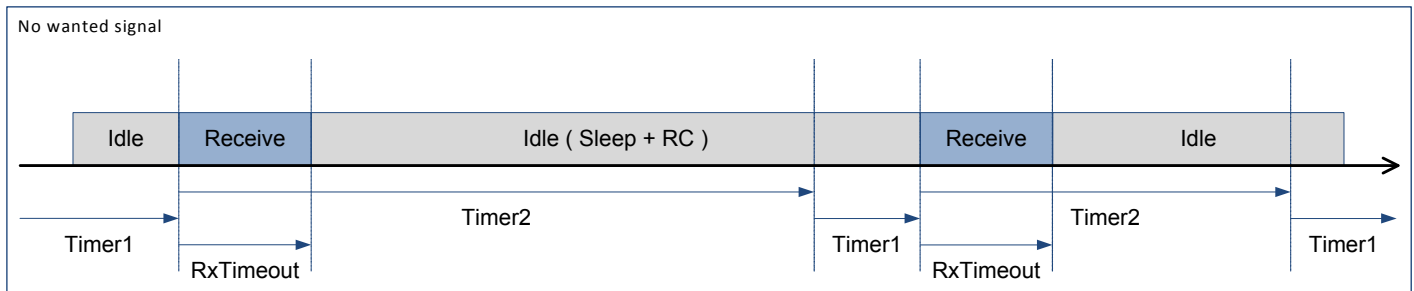 No wanted signal
Idle Receive Idle ( Sleep + RC ) Receive Idle
Timer2 Timer2
Timer1 Timer1 Timer1
RxTimeout RxTimeout